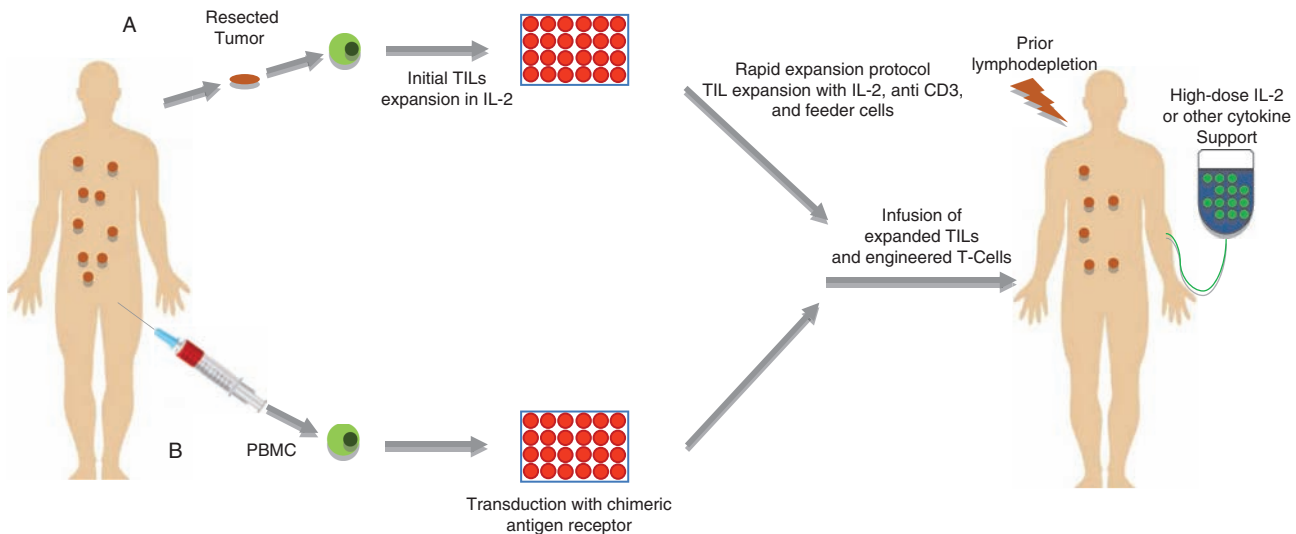 A
Resected
Tumor
Initial TILs
expansion in IL-2
Rapid expansion protocol
TIL expansion with IL-2, anti CD3,
and feeder cells
Prior
lymphodepletion
High-dose IL-2
or other cytokine
Support
Infusion of
expanded TILs
and engineered T-Cells
B
PBMC
Transduction with chimeric
antigen receptor